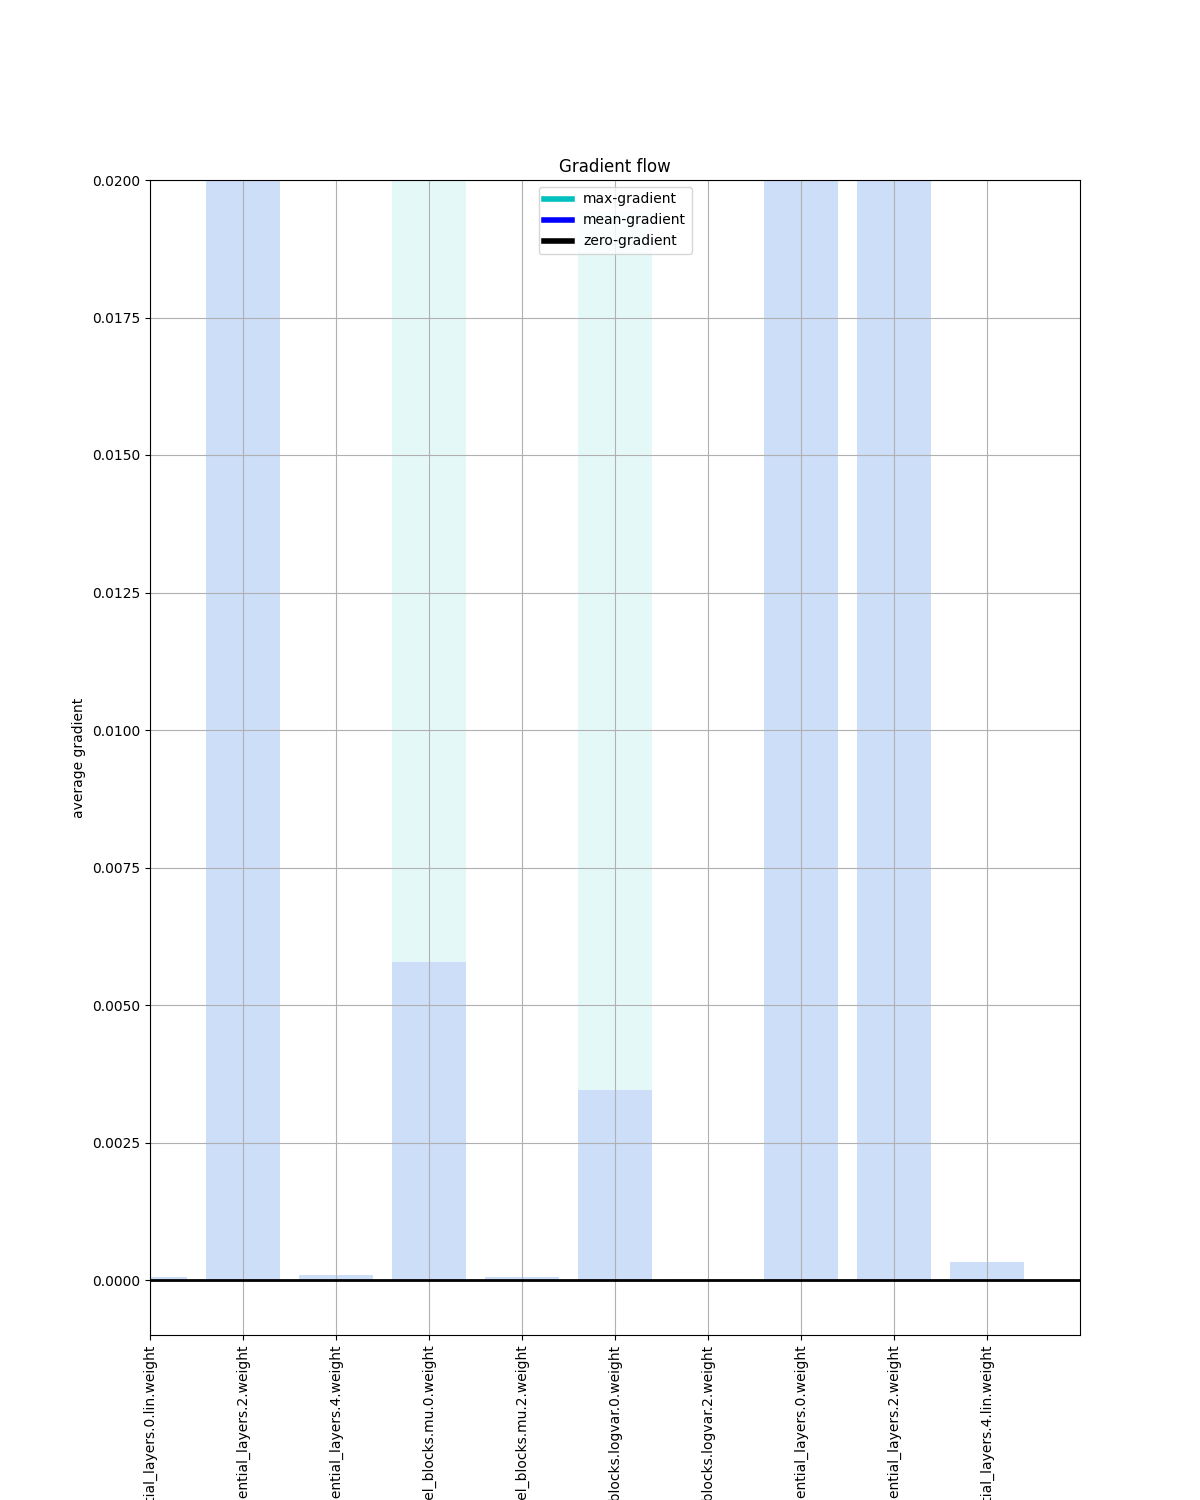 Gradient flow
max-gradient
mean-gradient
zero-gradient
0.0200
0.0175
0.0150
0.0125
0.0100
0.0075
0.0050
0.0025
0.0000
average gradient
tial_layers.0.lin.weight
ential_layers.2.weight
ential_layers.4.weight
el_blocks.mu.0.weight
el_blocks.mu.2.weight
blocks.logvar.0.weight
blocks.logvar.2.weight
ential_layers.0.weight
ential_layers.2.weight
tial_layers.4.lin.weight